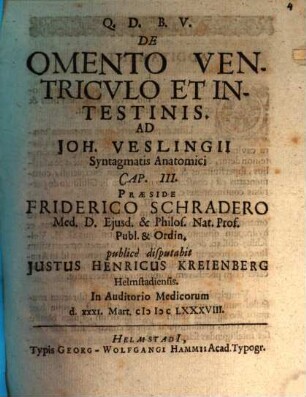 4
Q. D. B. V.
DE
OMENTO VEN-
TRICVLO ET IN-
TESTINIS.
AD
JOH. VESLINGII
Syntagmatis Anatomici
CAP. III.
PRÆSIDE
FRIDERICO SCHRADERO
Med. D. Ejusd. & Philos. Nat. Prof.
Publ. & Ordin.
publicè disputabit
JUSTUS HENRICUS KREIENBERG
Helmstadiensis.
In Auditorio Medicorum
d. XXXI. Mart. cIↃ IↃc LXXXVIII.
HELMSTADI,
Typis GEORG-WOLFGANGI HAMMII Acad. Typogr.